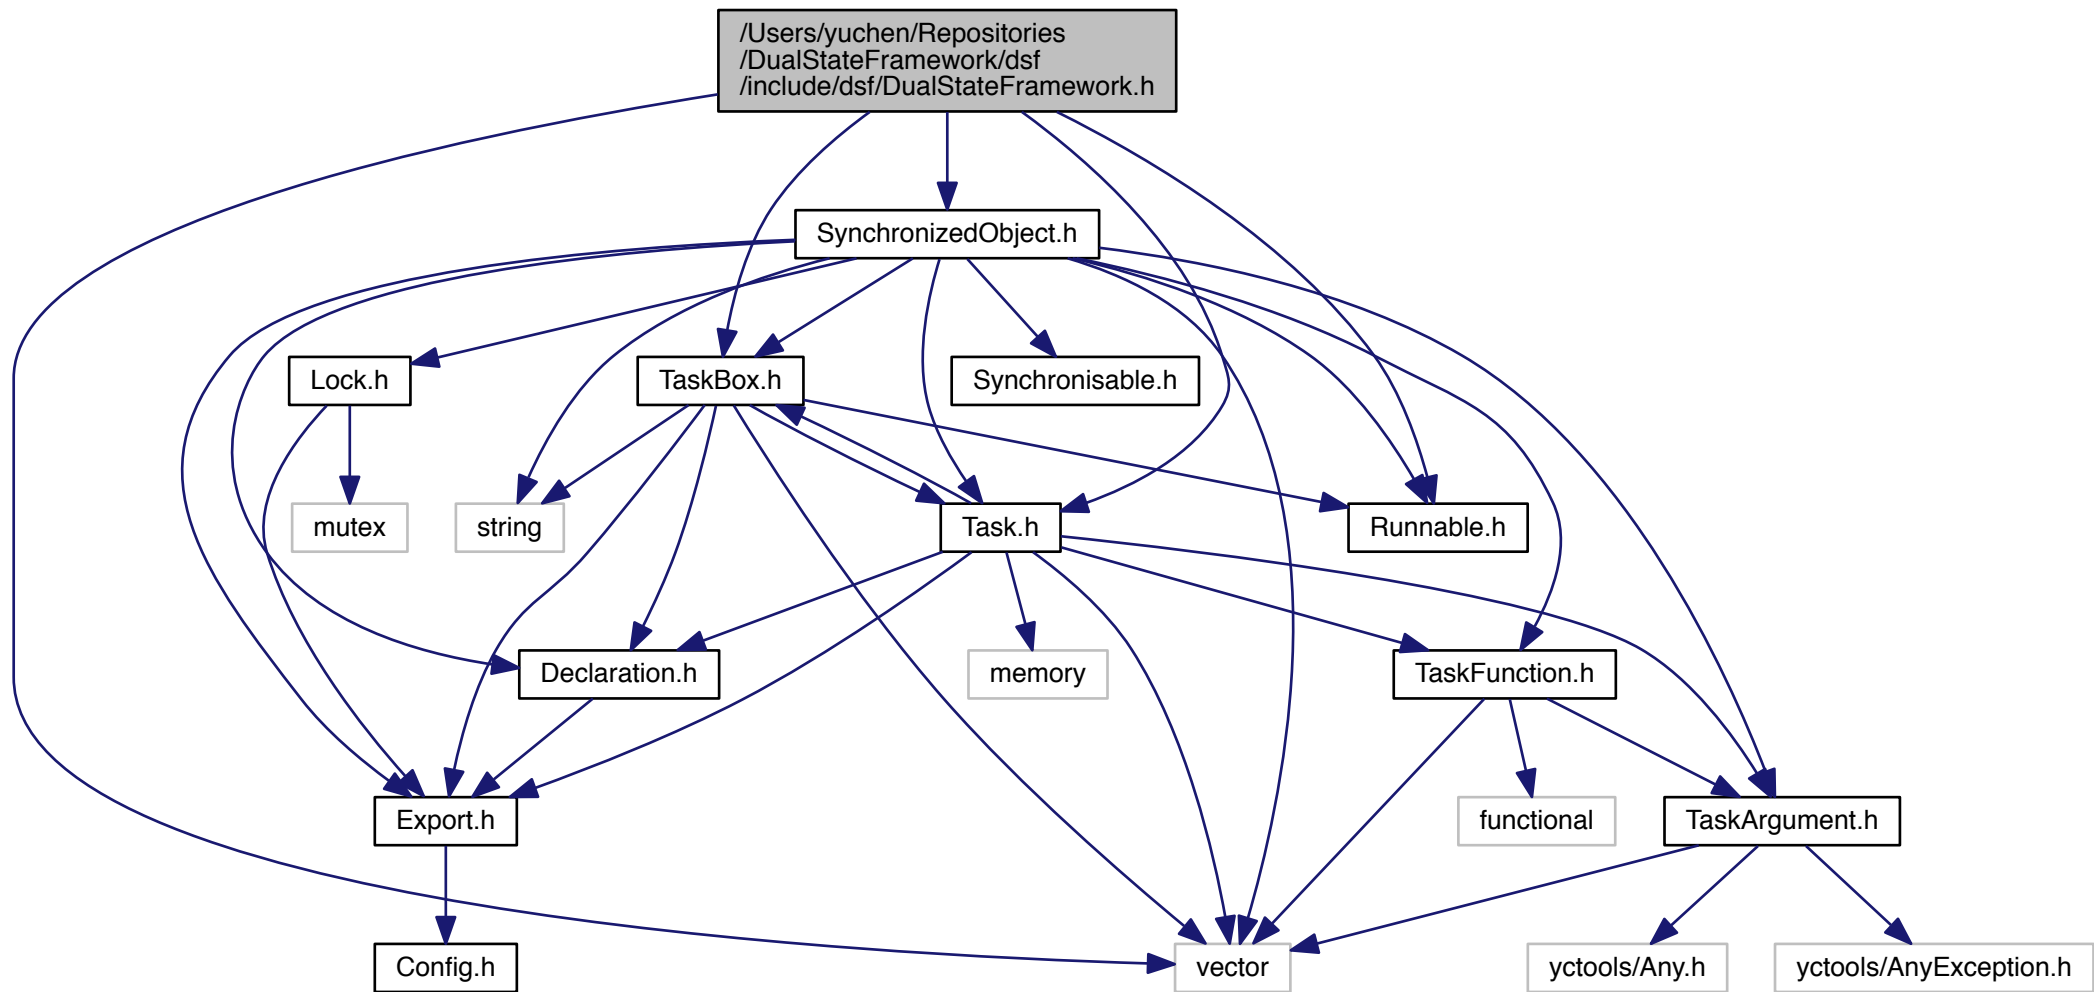 /Users/yuchen/Repositories
/DualStateFramework/dsf
/include/dsf/DualStateFramework.h
SynchronizedObject.h
Lock.h
TaskBox.h
Synchronisable.h
mutex
string
Task.h
Runnable.h
Declaration.h
memory
TaskFunction.h
Export.h
functional
TaskArgument.h
Config.h
vector
yctools/Any.h
yctools/AnyException.h